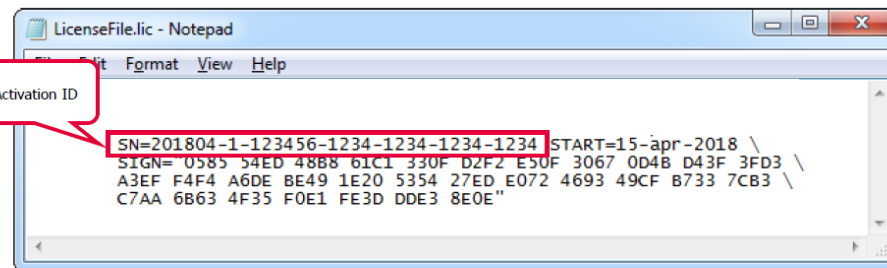 LicenseFile.lic - Notepad
Edit Format View Help
Activation ID
SN=201804-1-123456-1234-1234-1234-1234 START=15-apr-2018 \
SIGN="0585 54ED 48B8 61C1 330F D2F2 E50F 3067 0D4B D43F 3FD3 \
A3EF F4F4 A6DE BE49 1E20 5354 27ED E072 4693 49CF B733 7CB3 \
C7AA 6B63 4F35 F0E1 FE3D DDE3 8E0E"